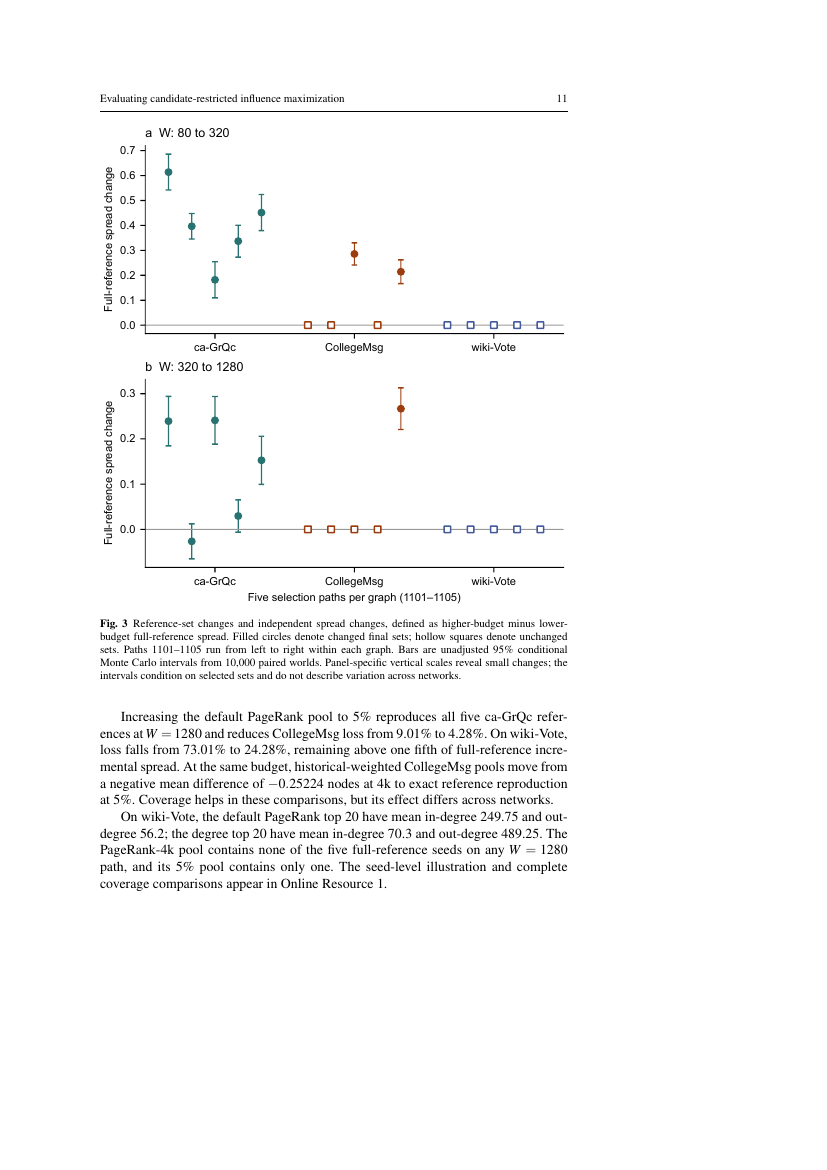 Evaluating candidate-restricted influence maximization 11
a W: 80 to 320
Full-reference spread change
0.7
0.6
0.5
0.4
0.3
0.2
0.1
0.0
ca-GrQc CollegeMsg wiki-Vote
b W: 320 to 1280
Full-reference spread change
0.3
0.2
0.1
0.0
ca-GrQc CollegeMsg wiki-Vote
Five selection paths per graph (1101–1105)
Fig. 3 Reference-set changes and independent spread changes, defined as higher-budget minus lower-
budget full-reference spread. Filled circles denote changed final sets; hollow squares denote unchanged
sets. Paths 1101–1105 run from left to right within each graph. Bars are unadjusted 95% conditional
Monte Carlo intervals from 10,000 paired worlds. Panel-specific vertical scales reveal small changes; the
intervals condition on selected sets and do not describe variation across networks.
Increasing the default PageRank pool to 5% reproduces all five ca-GrQc refer-
ences at W = 1280 and reduces CollegeMsg loss from 9.01% to 4.28%. On wiki-Vote,
loss falls from 73.01% to 24.28%, remaining above one fifth of full-reference incre-
mental spread. At the same budget, historical-weighted CollegeMsg pools move from
a negative mean difference of −0.25224 nodes at 4k to exact reference reproduction
at 5%. Coverage helps in these comparisons, but its effect differs across networks.
On wiki-Vote, the default PageRank top 20 have mean in-degree 249.75 and out-
degree 56.2; the degree top 20 have mean in-degree 70.3 and out-degree 489.25. The
PageRank-4k pool contains none of the five full-reference seeds on any W = 1280
path, and its 5% pool contains only one. The seed-level illustration and complete
coverage comparisons appear in Online Resource 1.